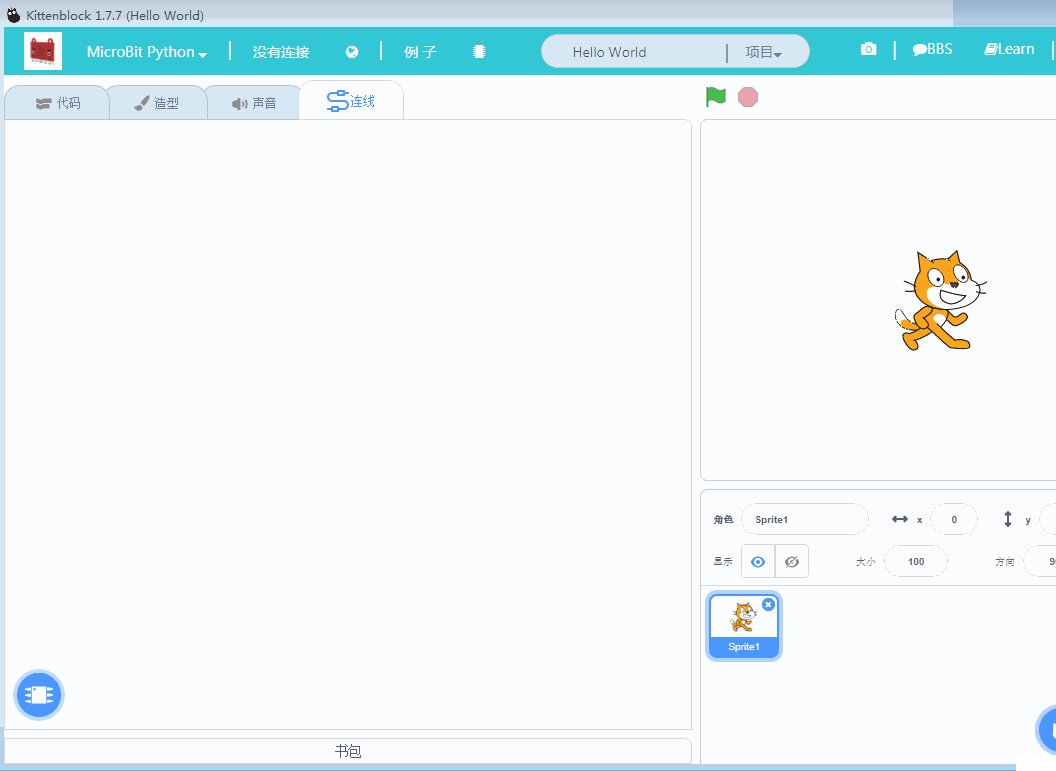 Kittenblock 1.7.7 (Hello World)
MicroBit Python 没有连接 例子 Hello World 项目 BBS Learn
代码 造型 声音 连线
角色 Sprite1 x 0 y
显示 大小 100 方向 90
Sprite1
书包